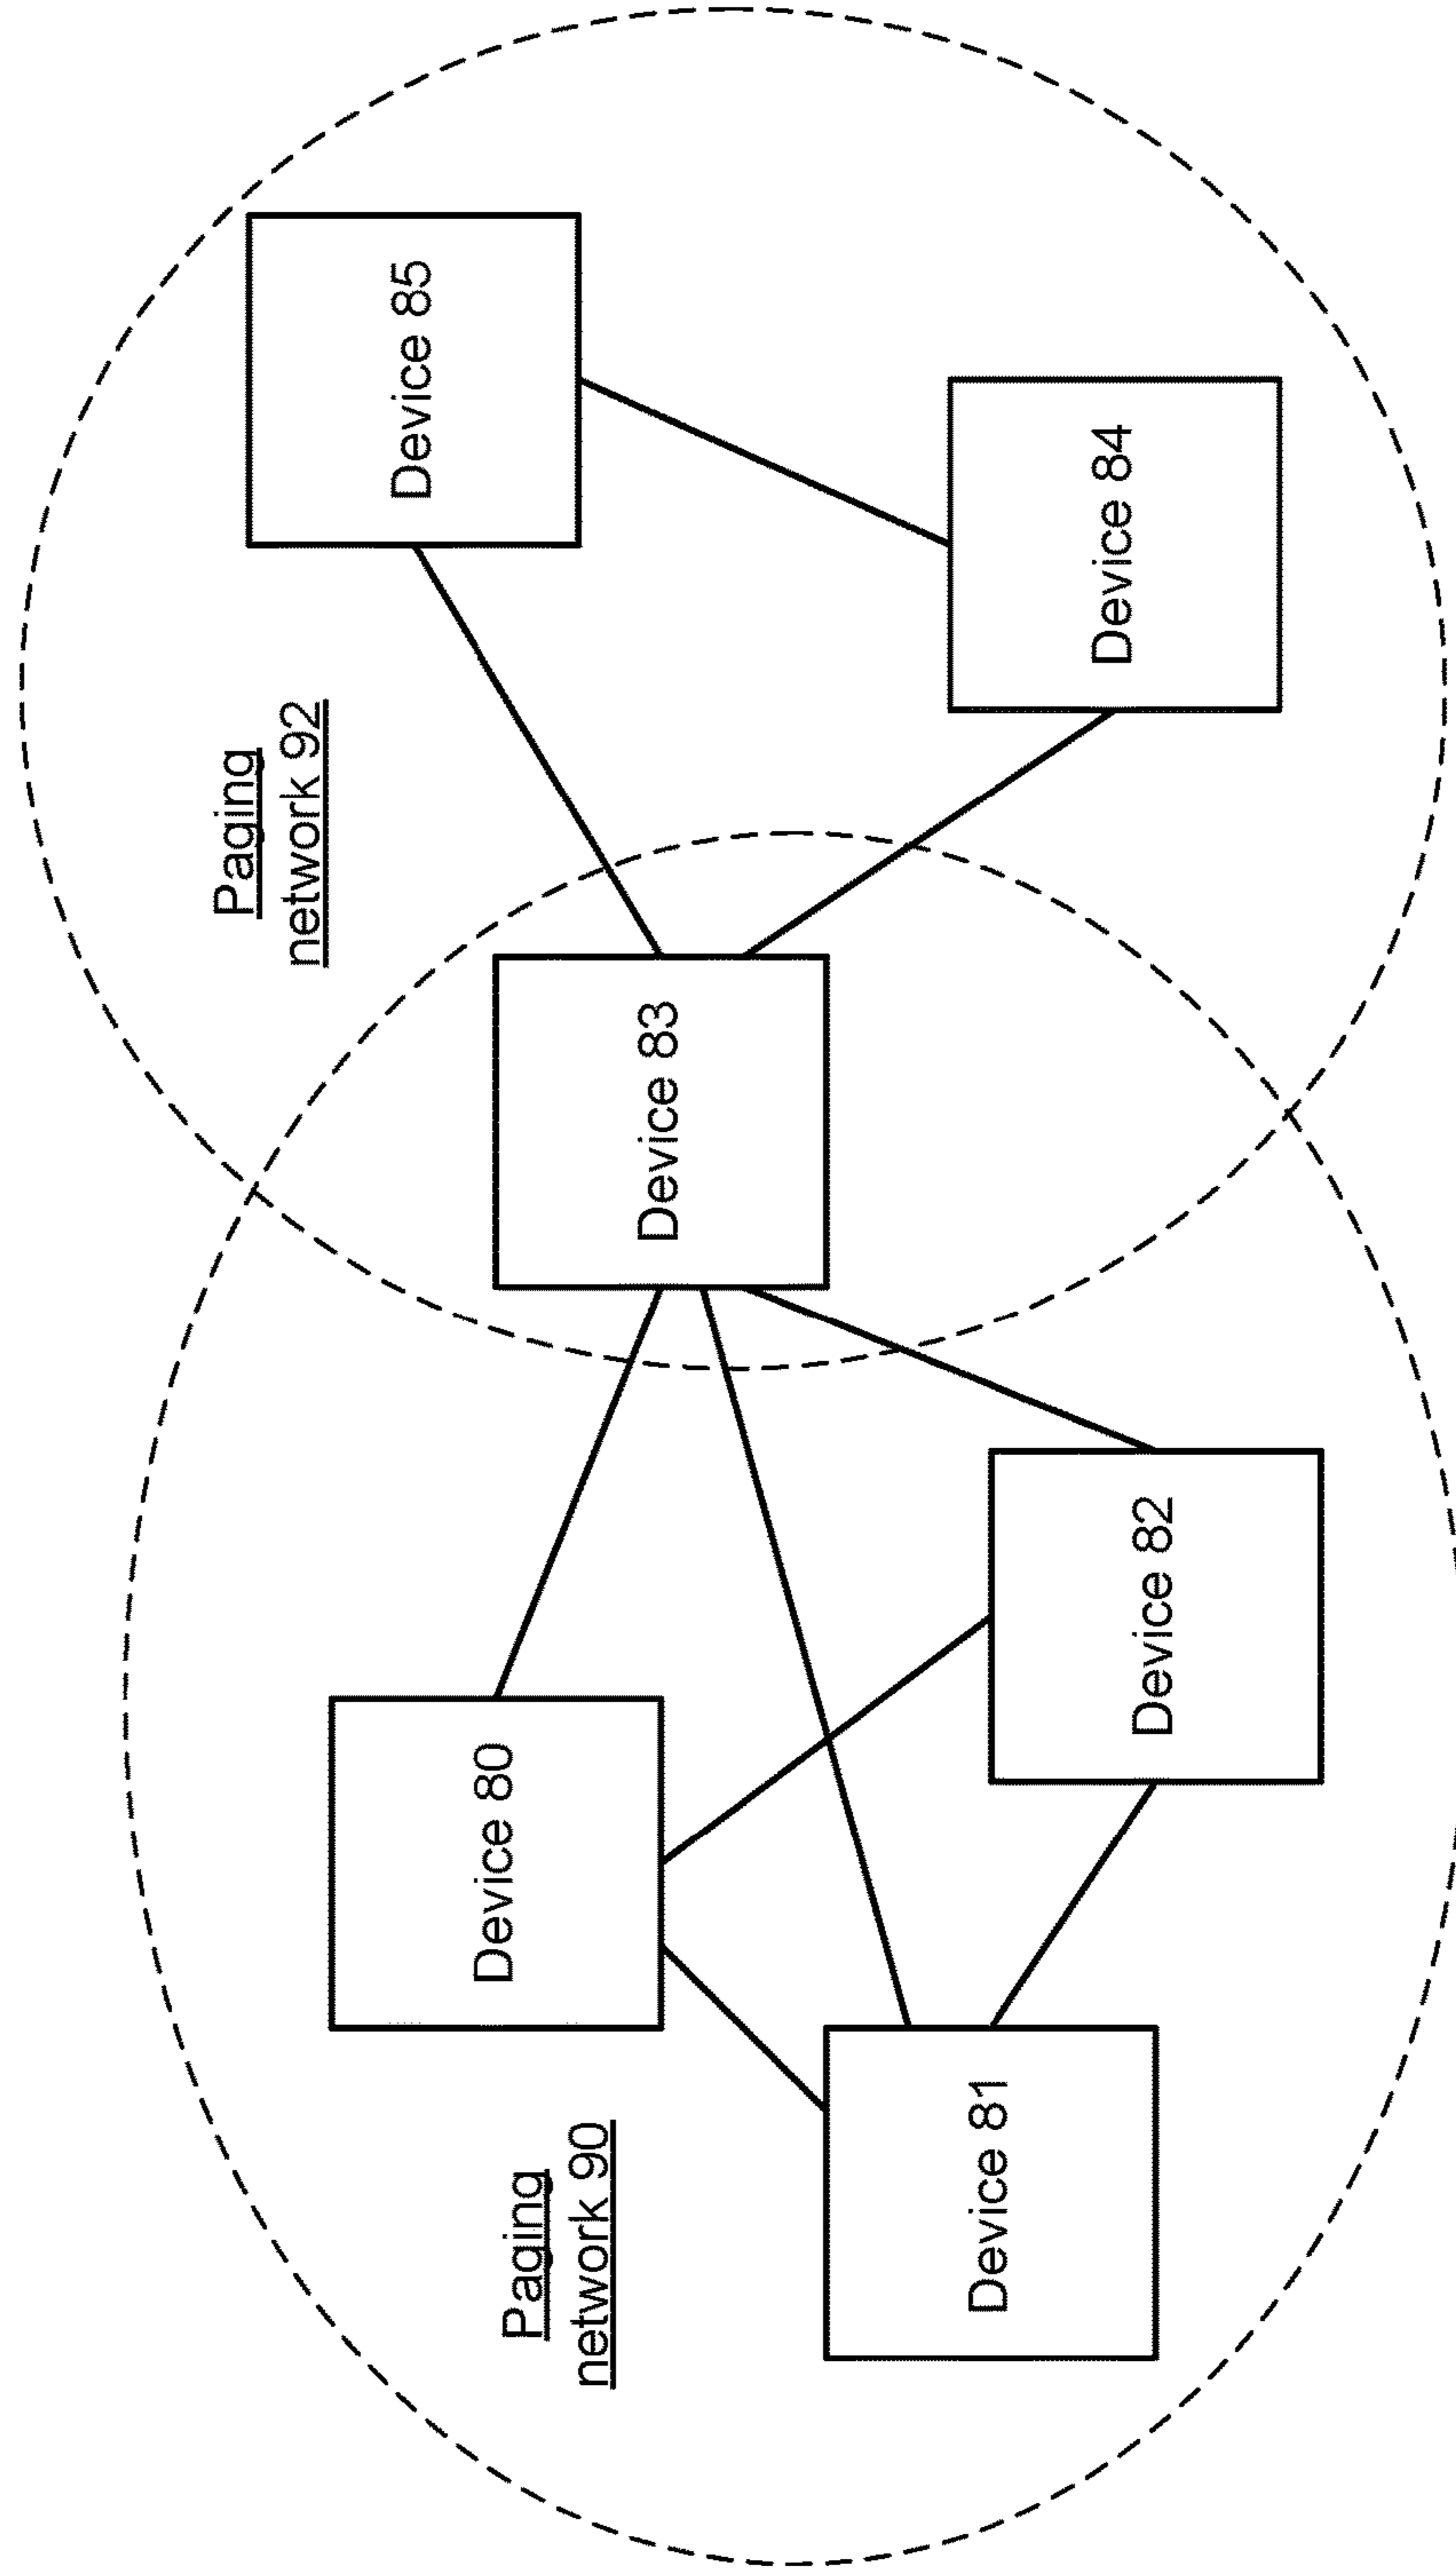 Paging
network 90
Device 80
Device 81
Device 82
Device 83
Paging
network 92
Device 85
Device 84